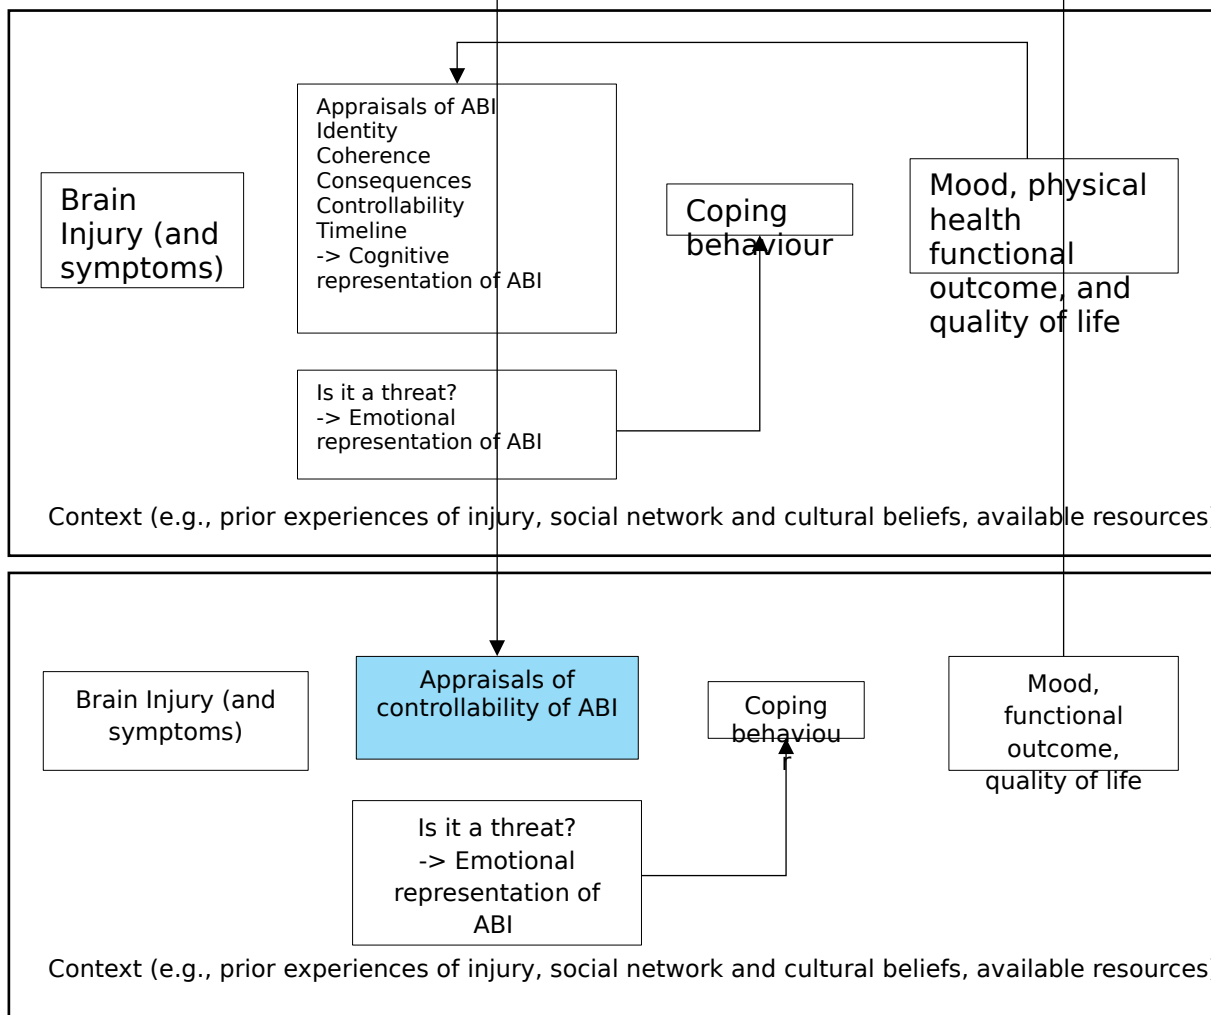 Appraisals of ABI
Identity
Coherence
Consequences
Controllability
Timeline
-> Cognitive
representation of ABI
Brain
Injury (and
symptoms)
Coping
behaviour
Mood, physical
health
functional
outcome, and
quality of life
Is it a threat?
-> Emotional
representation of ABI
Context (e.g., prior experiences of injury, social network and cultural beliefs, available resources)
Brain Injury (and
symptoms)
Appraisals of
controllability of ABI
Coping
behaviou
r
Mood,
functional
outcome,
quality of life
Is it a threat?
-> Emotional
representation of
ABI
Context (e.g., prior experiences of injury, social network and cultural beliefs, available resources)